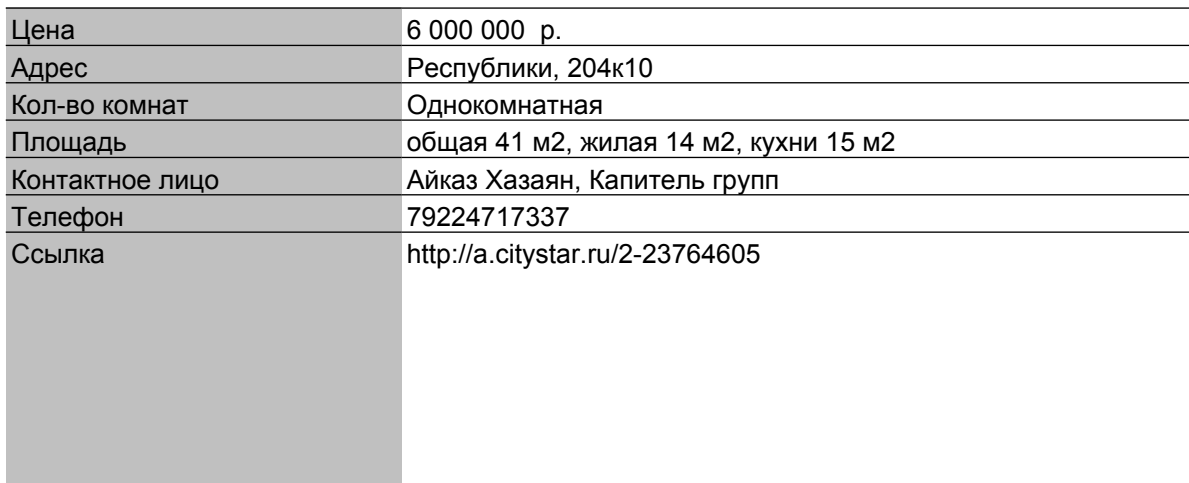 Цена 6 000 000  р.
Адрес Республики, 204к10
Кол-во комнат Однокомнатная
Площадь общая 41 м2, жилая 14 м2, кухни 15 м2
Контактное лицо Айказ Хазаян, Капитель групп
Телефон 79224717337
Ссылка http://a.citystar.ru/2-23764605